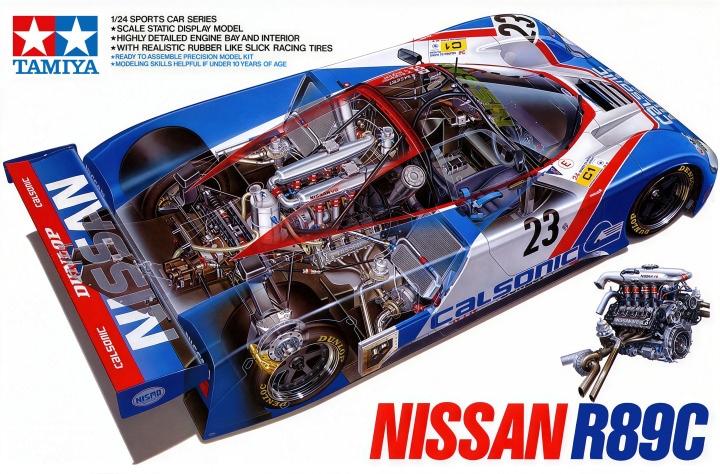 1/24 SPORTS CAR SERIES
★SCALE STATIC DISPLAY MODEL
★HIGHLY DETAILED ENGINE BAY AND INTERIOR
★WITH REALISTIC RUBBER LIKE SLICK RACING TIRES
★READY TO ASSEMBLE PRECISION MODEL KIT
★MODELING SKILLS HELPFUL IF UNDER 10 YEARS OF AGE
TAMIYA
23
C1
CALSONIC
E
C1
DUNLOP
calsonic
NISSAN
DUNLOP
calsonic
NISMO
23
CALSONIC
DUNLOP
DUNLOP
NISSAN R89C